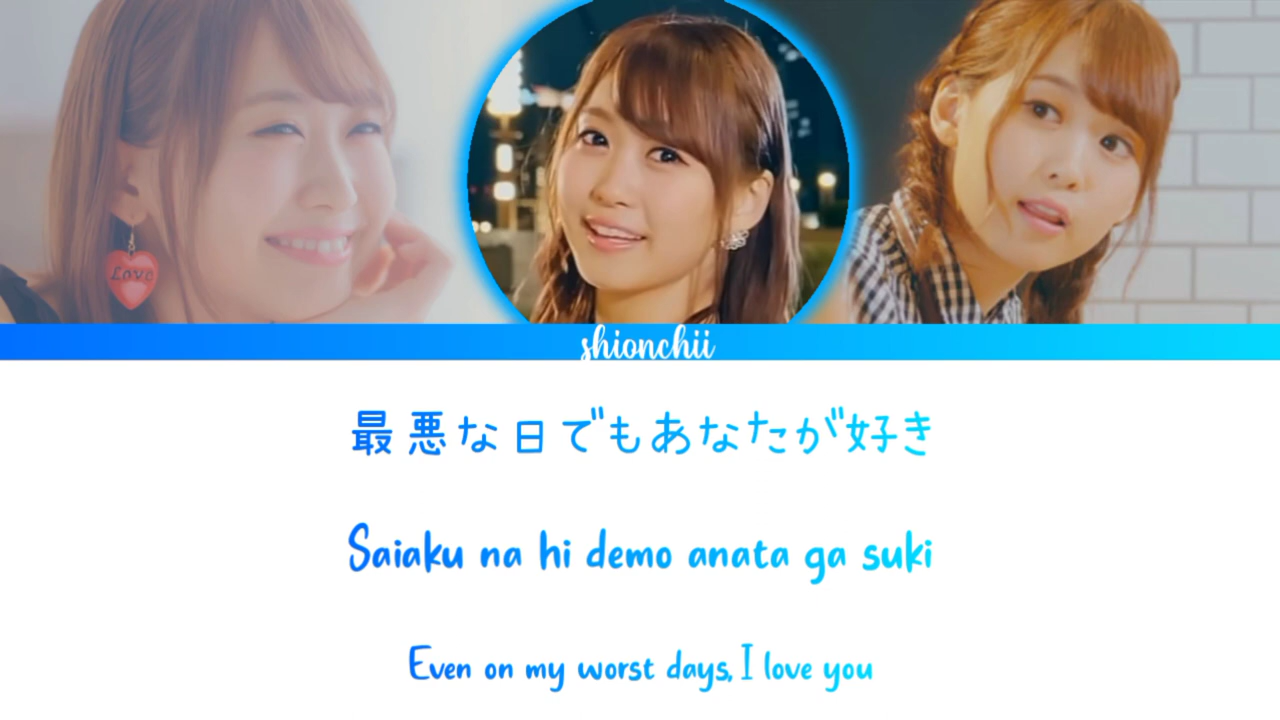 Love
shionchii
最悪な日でもあなたが好き
Saiaku na hi demo anata ga suki
Even on my worst days, I love you